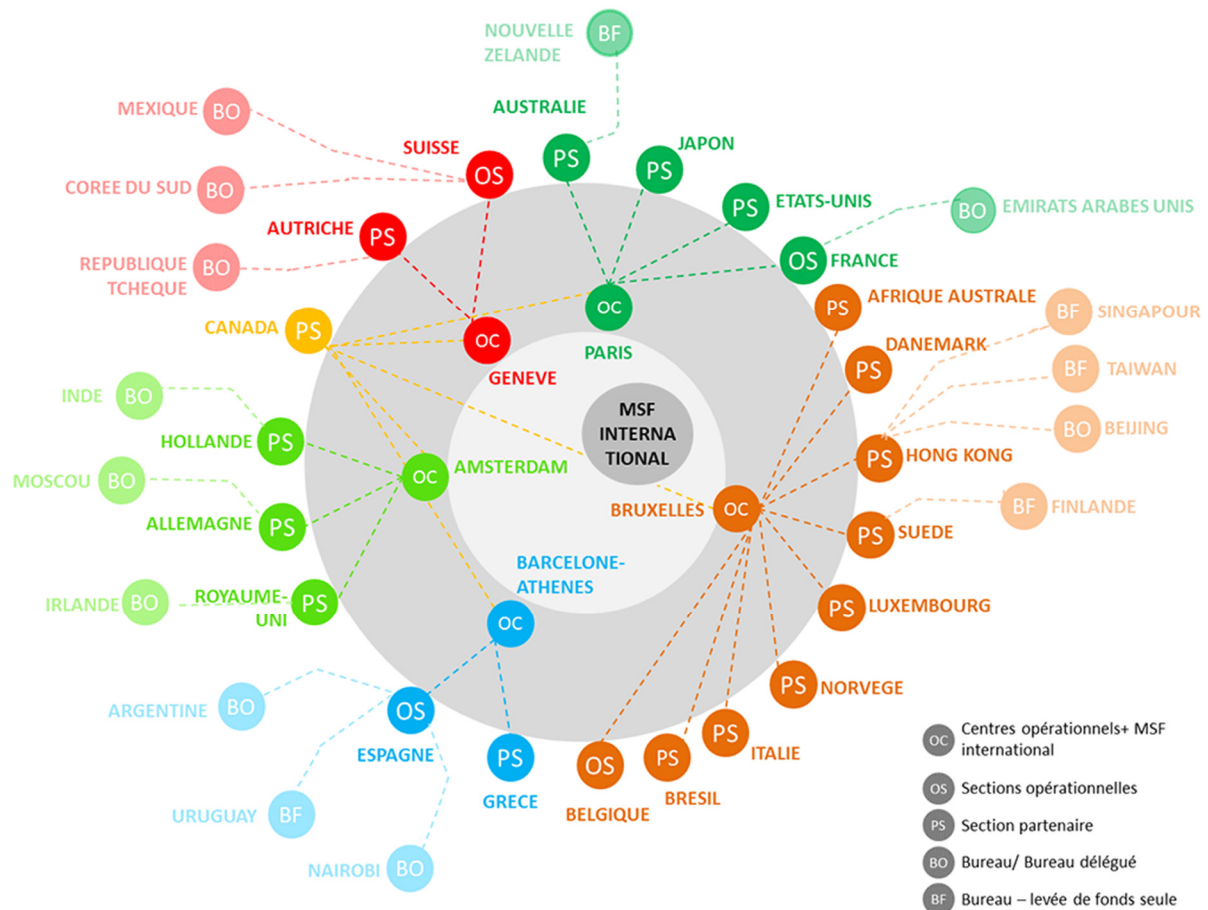 NOUVELLE
ZELANDE
BF
AUSTRALIE
PS
JAPON
PS
MEXIQUE
BO
SUISSE
OS
COREE DU SUD
BO
ETATS-UNIS
PS
EMIRATS ARABES UNIS
BO
AUTRICHE
PS
FRANCE
OS
REPUBLIQUE
TCHEQUE
BO
AFRIQUE AUSTRALE
PS
SINGAPOUR
BF
CANADA
PS
OC
GENEVE
OC
PARIS
DANEMARK
PS
TAIWAN
BF
INDE
BO
MSF
INTERNA
TIONAL
BEIJING
BO
HOLLANDE
PS
HONG KONG
PS
MOSCOU
BO
OC
AMSTERDAM
BRUXELLES
OC
FINLANDE
BF
ALLEMAGNE
PS
SUEDE
PS
BARCELONE-
ATHENES
OC
IRLANDE
BO
ROYAUME-
UNI
PS
LUXEMBOURG
PS
NORVEGE
PS
ARGENTINE
BO
OS
ESPAGNE
PS
GRECE
OS
BELGIQUE
PS
BRESIL
PS
ITALIE
URUGUAY
BF
NAIROBI
BO
OC
Centres opérationnels+ MSF
international
OS
Sections opérationnelles
PS
Section partenaire
BO
Bureau/ Bureau délégué
BF
Bureau – levée de fonds seule